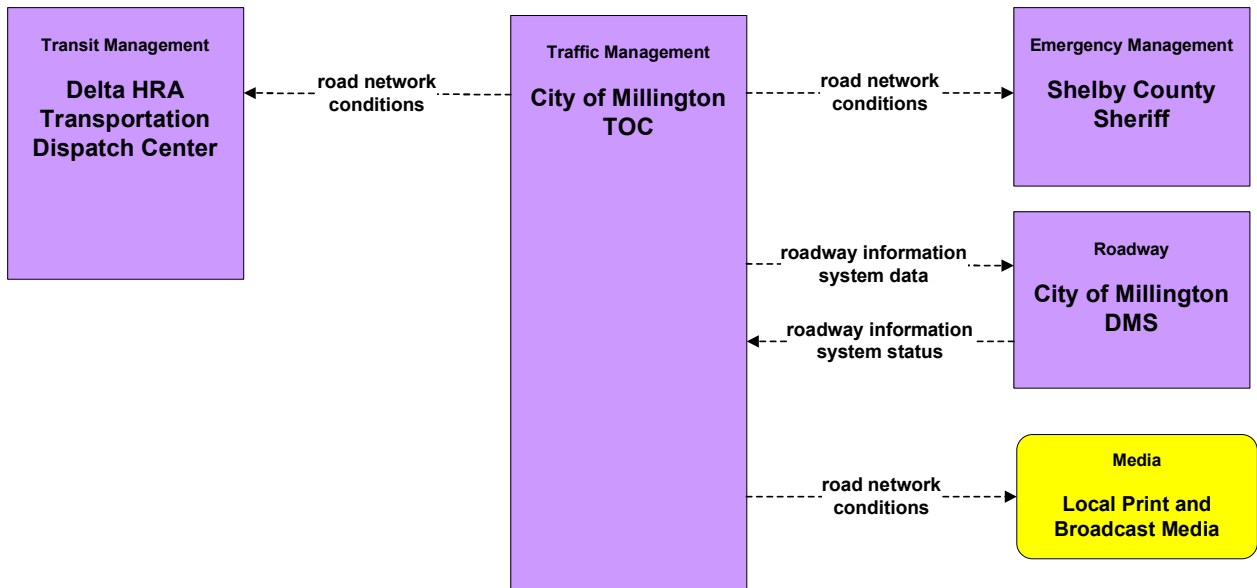 Transit Management
Delta HRA
Transportation
Dispatch Center
road network
conditions
Traffic Management
City of Millington
TOC
road network
conditions
Emergency Management
Shelby County
Sheriff
roadway information
system data
roadway information
system status
Roadway
City of Millington
DMS
road network
conditions
Media
Local Print and
Broadcast Media